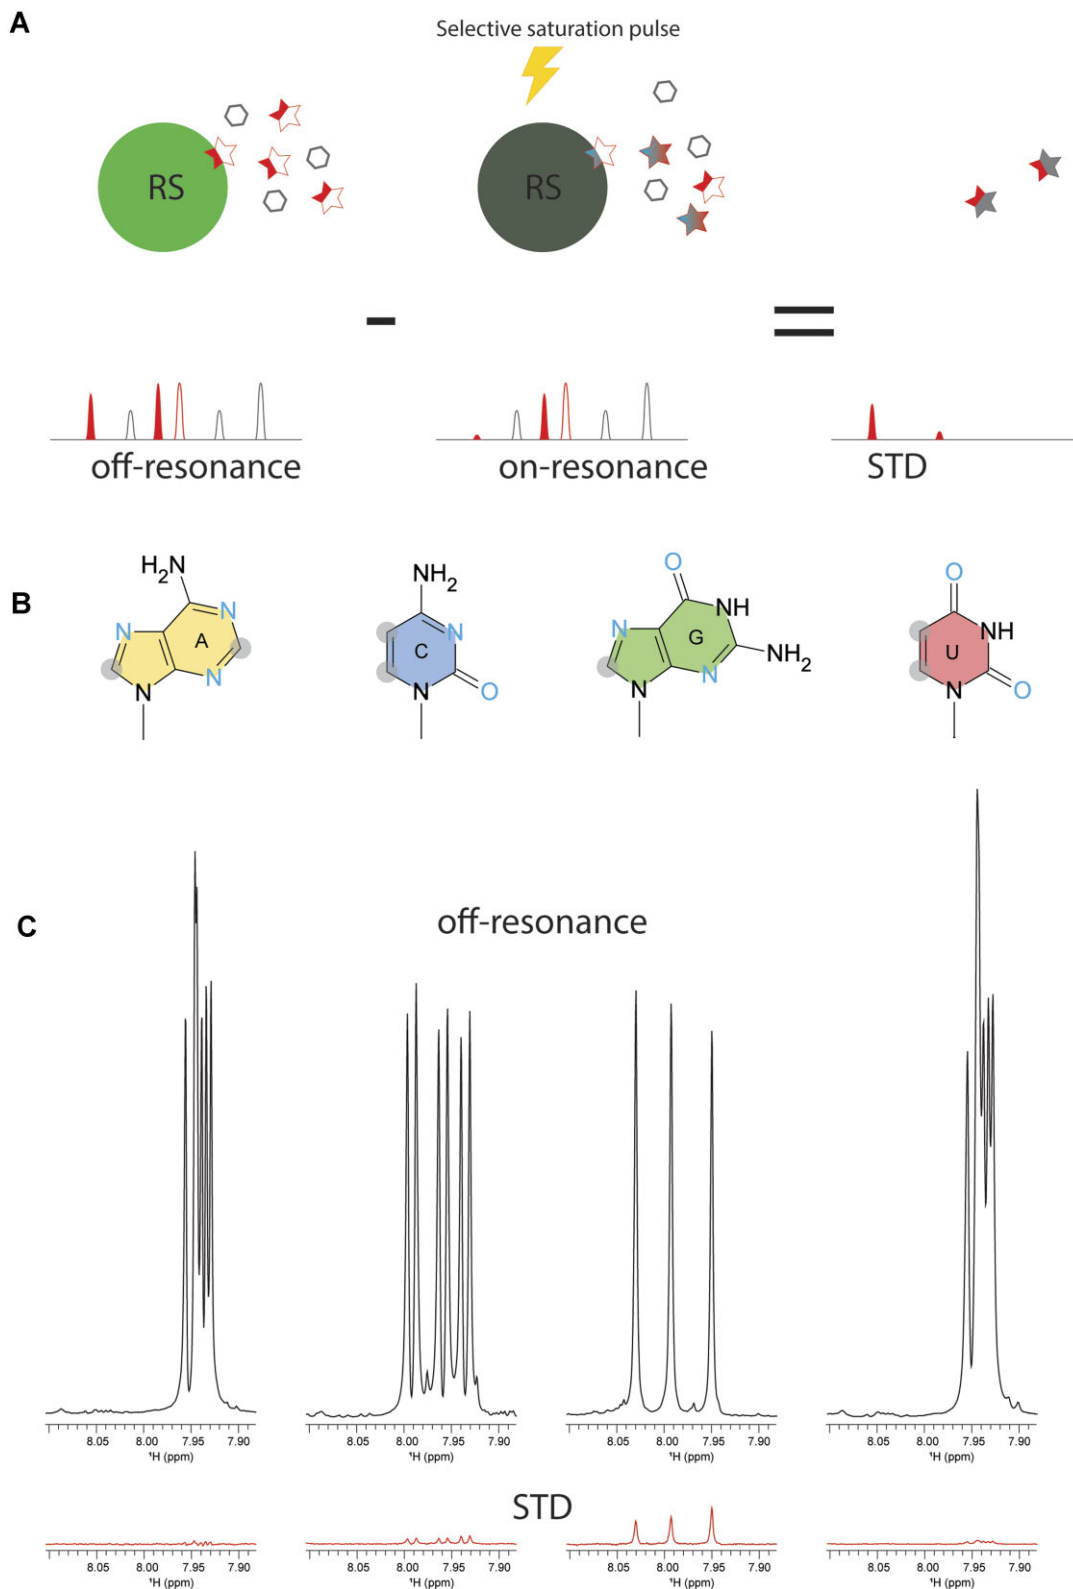 A
Selective saturation pulse
RS
RS
off-resonance
on-resonance
STD
B
H2N
N
N
A
N
N
NH2
N
C
N
O
O
N
NH
G
N
N
NH2
O
NH
U
N
O
C
off-resonance
8.05 8.00 7.95 7.90
¹H (ppm)
8.05 8.00 7.95 7.90
¹H (ppm)
8.05 8.00 7.95 7.90
¹H (ppm)
8.05 8.00 7.95 7.90
¹H (ppm)
STD
8.05 8.00 7.95 7.90
¹H (ppm)
8.05 8.00 7.95 7.90
¹H (ppm)
8.05 8.00 7.95 7.90
¹H (ppm)
8.05 8.00 7.95 7.90
¹H (ppm)